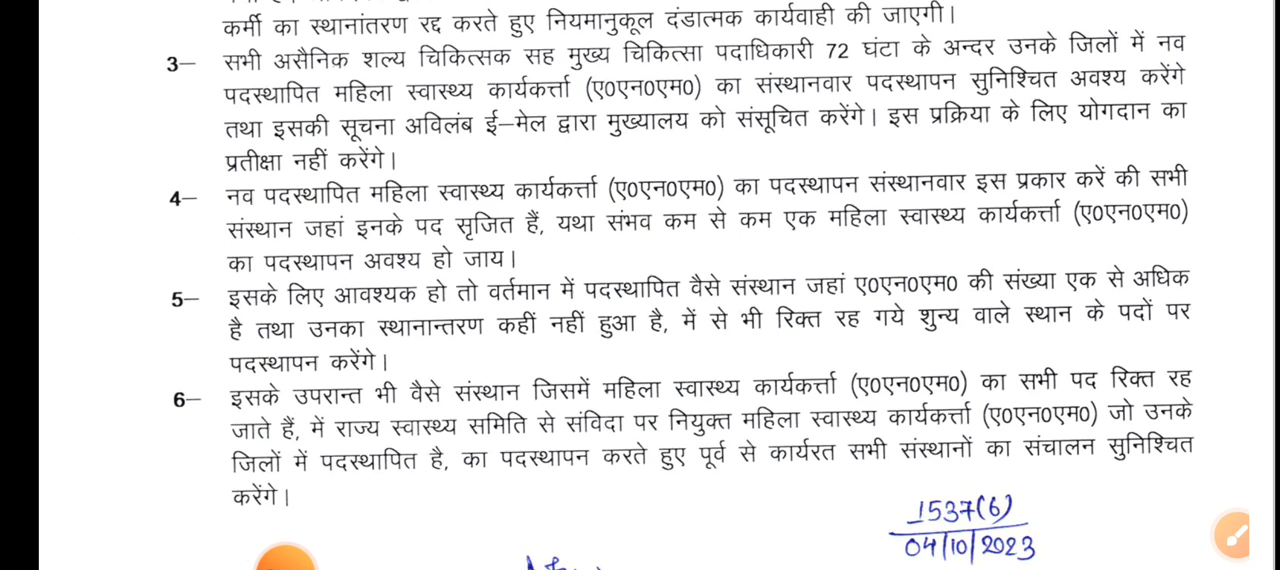 कर्मी का स्थानांतरण रद्द करते हुए नियमानुकूल दंडात्मक कार्यवाही की जाएगी।
3– सभी असैनिक शल्य चिकित्सक सह मुख्य चिकित्सा पदाधिकारी 72 घंटा के अन्दर उनके जिलों में नव
पदस्थापित महिला स्वास्थ्य कार्यकर्त्ता (ए0एन0एम0) का संस्थानवार पदस्थापन सुनिश्चित अवश्य करेंगे
तथा इसकी सूचना अविलंब ई–मेल द्वारा मुख्यालय को संसूचित करेंगे। इस प्रक्रिया के लिए योगदान का
प्रतीक्षा नहीं करेंगे।
4– नव पदस्थापित महिला स्वास्थ्य कार्यकर्त्ता (ए0एन0एम0) का पदस्थापन संस्थानवार इस प्रकार करें की सभी
संस्थान जहां इनके पद सृजित हैं, यथा संभव कम से कम एक महिला स्वास्थ्य कार्यकर्त्ता (ए0एन0एम0)
का पदस्थापन अवश्य हो जाय।
5– इसके लिए आवश्यक हो तो वर्तमान में पदस्थापित वैसे संस्थान जहां ए0एन0एम0 की संख्या एक से अधिक
है तथा उनका स्थानान्तरण कहीं नहीं हुआ है, में से भी रिक्त रह गये शुन्य वाले स्थान के पदों पर
पदस्थापन करेंगे।
6– इसके उपरान्त भी वैसे संस्थान जिसमें महिला स्वास्थ्य कार्यकर्त्ता (ए0एन0एम0) का सभी पद रिक्त रह
जाते हैं, में राज्य स्वास्थ्य समिति से संविदा पर नियुक्त महिला स्वास्थ्य कार्यकर्त्ता (ए0एन0एम0) जो उनके
जिलों में पदस्थापित है, का पदस्थापन करते हुए पूर्व से कार्यरत सभी संस्थानों का संचालन सुनिश्चित
करेंगे।
1537(6)
04/10/2023